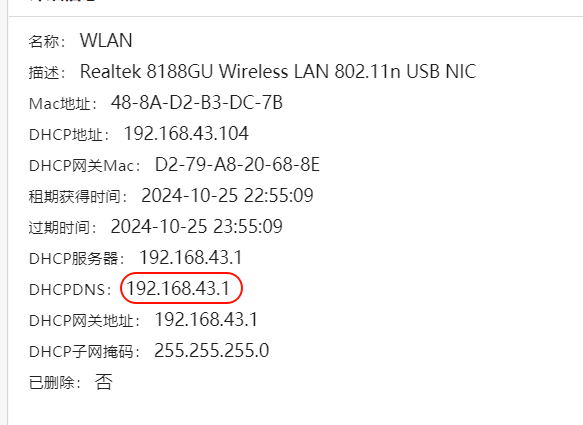 名称： WLAN
描述： Realtek 8188GU Wireless LAN 802.11n USB NIC
Mac地址： 48-8A-D2-B3-DC-7B
DHCP地址： 192.168.43.104
DHCP网关Mac： D2-79-A8-20-68-8E
租期获得时间： 2024-10-25 22:55:09
过期时间： 2024-10-25 23:55:09
DHCP服务器： 192.168.43.1
DHCPDNS： 192.168.43.1
DHCP网关地址： 192.168.43.1
DHCP子网掩码： 255.255.255.0
已删除： 否